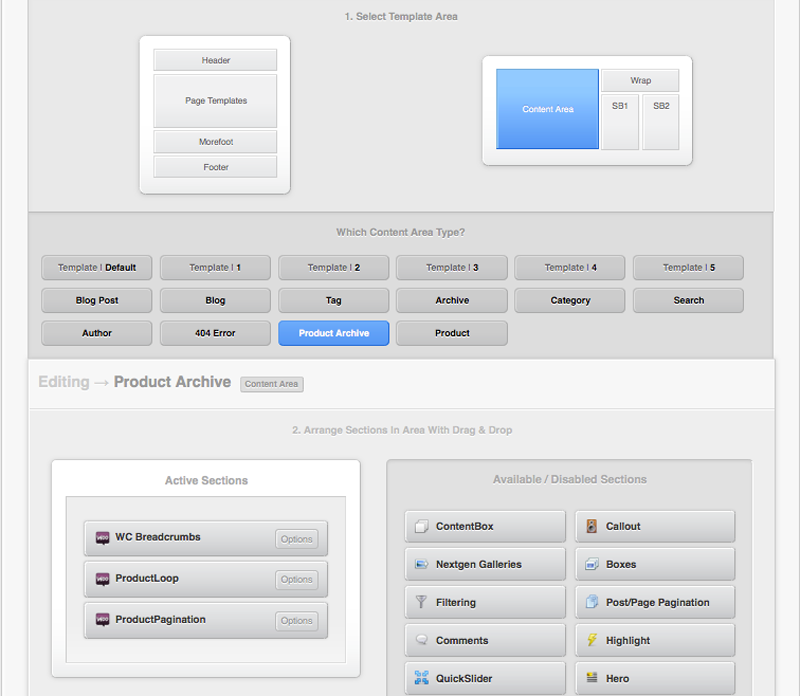 1. Select Template Area
Header
Page Templates
Morefoot
Footer
Content Area
Wrap
SB1 SB2
Which Content Area Type?
Template | Default Template | 1 Template | 2 Template | 3 Template | 4 Template | 5
Blog Post Blog Tag Archive Category Search
Author 404 Error Product Archive Product
Editing → Product Archive Content Area
2. Arrange Sections In Area With Drag & Drop
Active Sections
WC Breadcrumbs Options
ProductLoop Options
ProductPagination Options
Available / Disabled Sections
ContentBox Callout
Nextgen Galleries Boxes
Filtering Post/Page Pagination
Comments Highlight
QuickSlider Hero